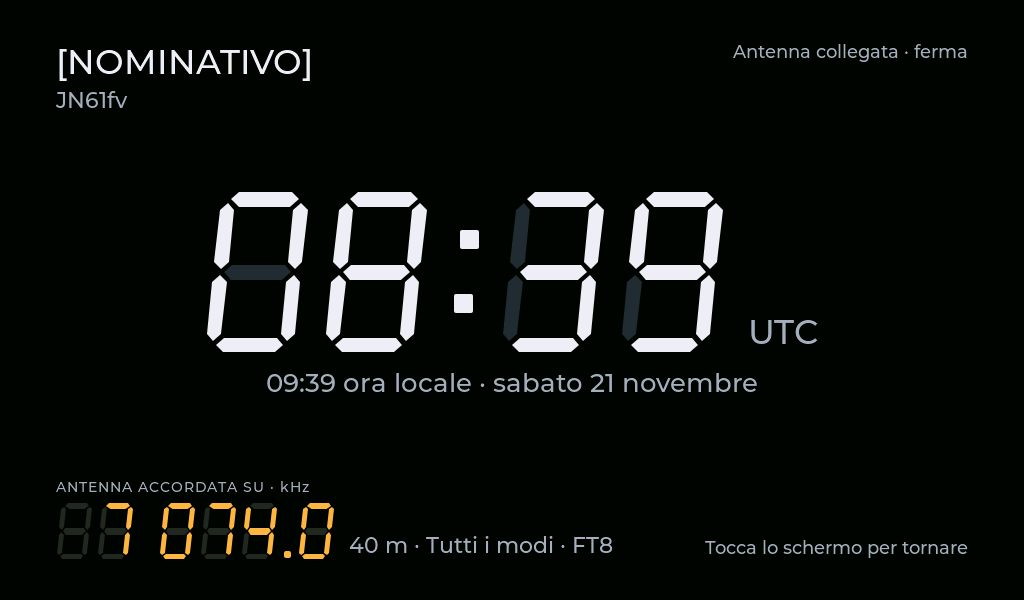 [NOMINATIVO]
Antenna collegata · ferma
JN61fv
08:39 UTC
09:39 ora locale · sabato 21 novembre
ANTENNA ACCORDATA SU · kHz
7 074.0 40 m · Tutti i modi · FT8
Tocca lo schermo per tornare